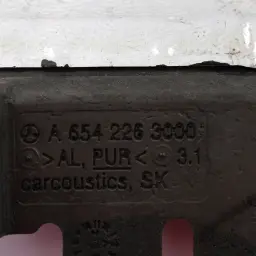 A 654 226 3000
>AL, PUR< 3.1
carcoustics, SK